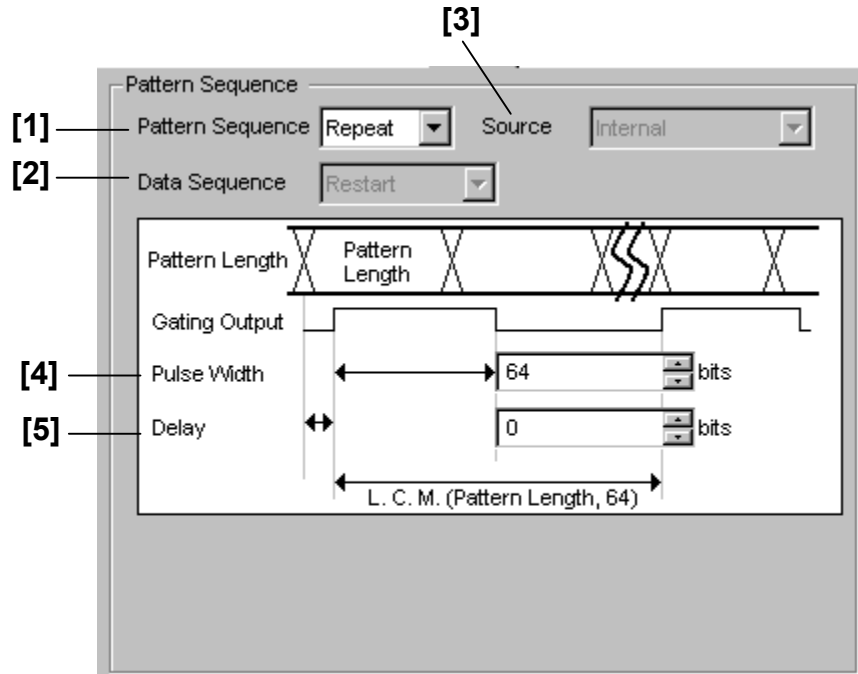 [3]
Pattern Sequence
[1] Pattern Sequence Repeat Source Internal
[2] Data Sequence Restart
Pattern Length Pattern Length
Gating Output
[4] Pulse Width 64 bits
[5] Delay 0 bits
L. C. M. (Pattern Length, 64)